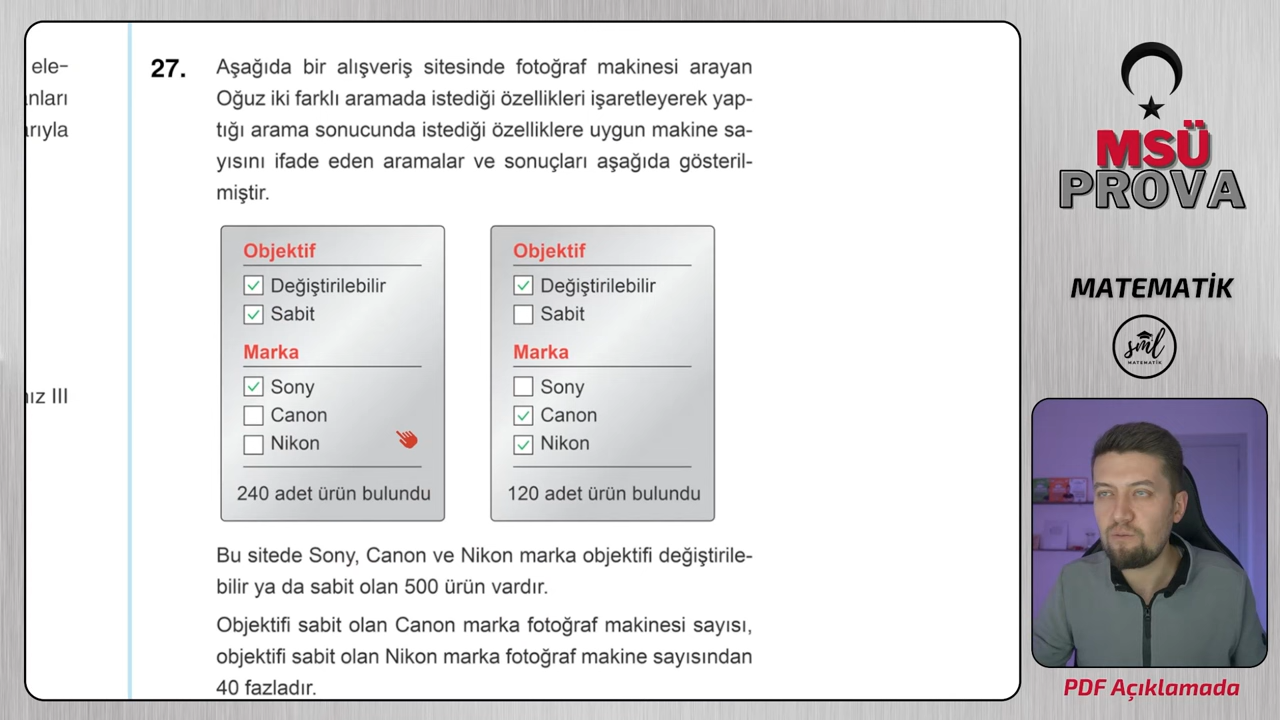 ele-
27. Aşağıda bir alışveriş sitesinde fotoğraf makinesi arayan
Oğuz iki farklı aramada istediği özellikleri işaretleyerek yap-
tığı arama sonucunda istediği özelliklere uygun makine sa-
yısını ifade eden aramalar ve sonuçları aşağıda gösteril-
miştir.
Objektif
Değiştirilebilir
Sabit
Marka
Sony
Canon
Nikon
240 adet ürün bulundu
Objektif
Değiştirilebilir
Sabit
Marka
Sony
Canon
Nikon
120 adet ürün bulundu
Bu sitede Sony, Canon ve Nikon marka objektifi değiştirile-
bilir ya da sabit olan 500 ürün vardır.
Objektifi sabit olan Canon marka fotoğraf makinesi sayısı,
objektifi sabit olan Nikon marka fotoğraf makine sayısından
40 fazladır.
III
MSÜ
PROVA
MATEMATİK
sml
MATEMATİK
PDF Açıklamada